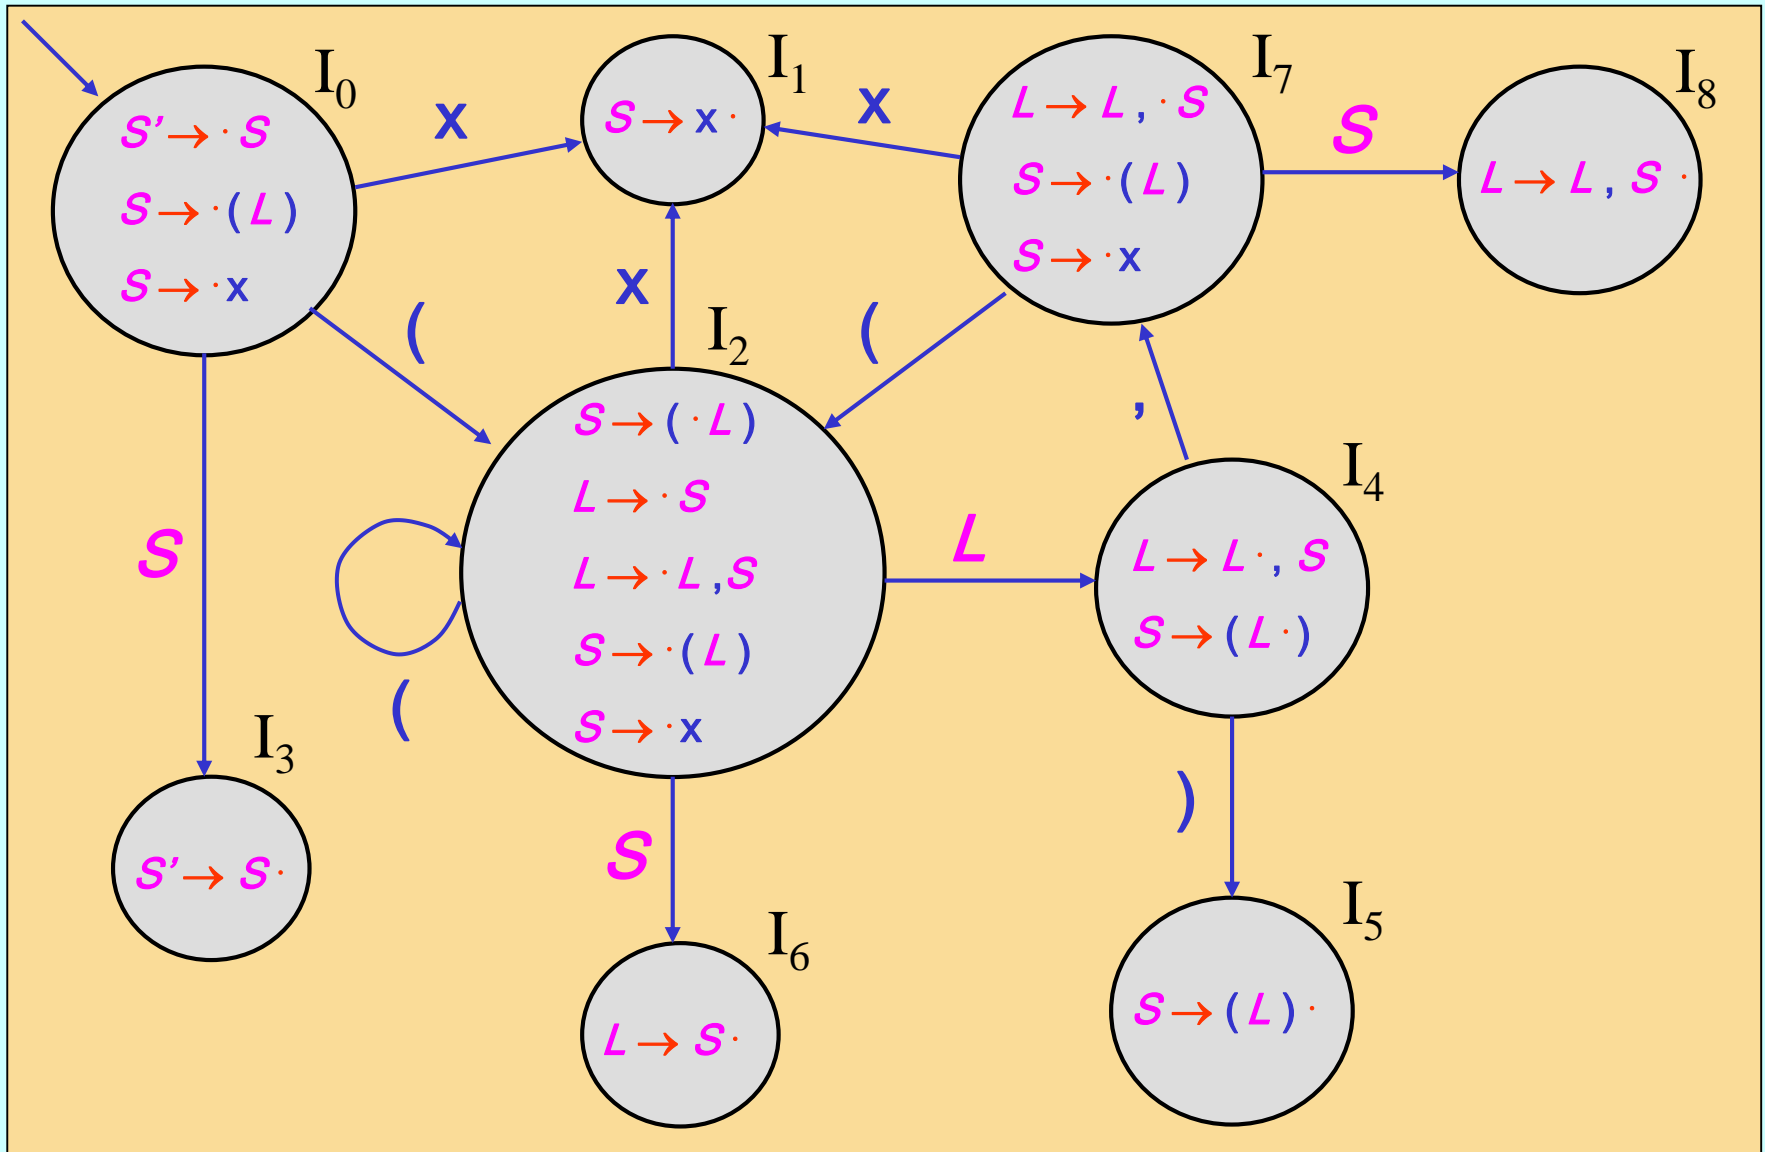 I0
S' → · S
S → · ( L )
S → · x
x
I1
S → x ·
x
I7
L → L , · S
S → · ( L )
S → · x
S
I8
L → L , S ·
(
x
(
,
I2
S → ( · L )
L → · S
L → · L , S
S → · ( L )
S → · x
(
L
I4
L → L · , S
S → ( L · )
S
I3
S' → S ·
S
I6
L → S ·
)
I5
S → ( L ) ·